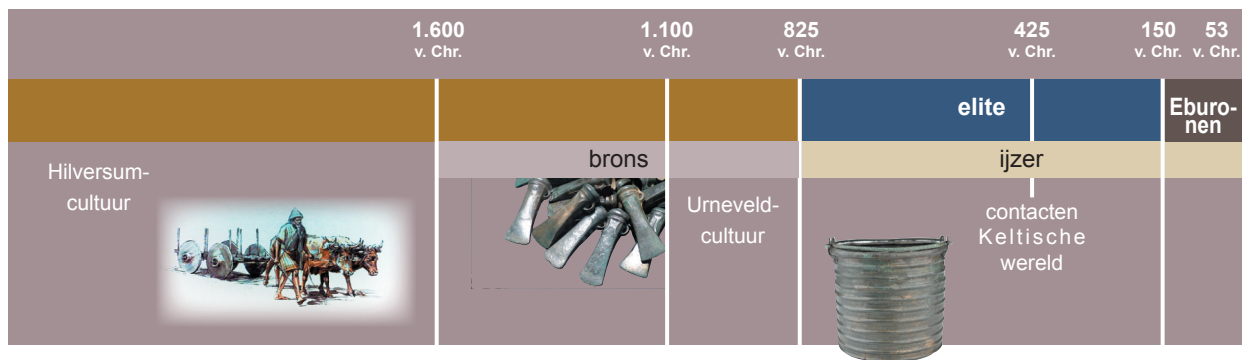 1.600
v. Chr.
1.100
v. Chr.
825
v. Chr.
425
v. Chr.
150
v. Chr.
53
v. Chr.
elite
Eburo-
nen
brons
ijzer
Hilversum-
cultuur
Urneveld-
cultuur
contacten
Keltische
wereld